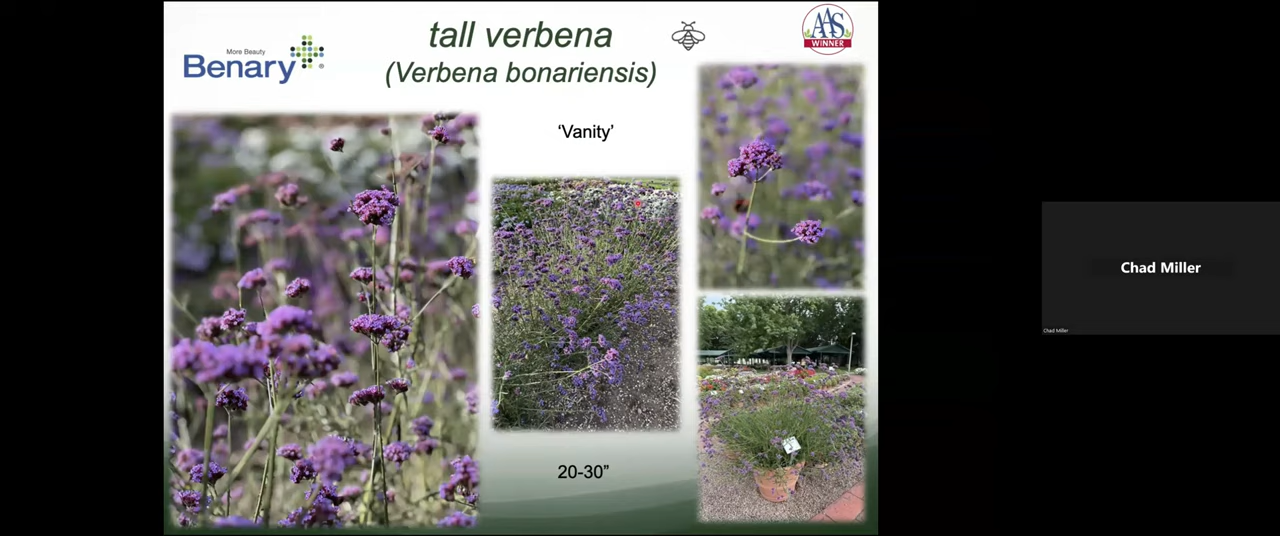 tall verbena
(Verbena bonariensis)
More Beauty
Benary®
AAS
WINNER
'Vanity'
20-30”
Chad Miller
Chad Miller